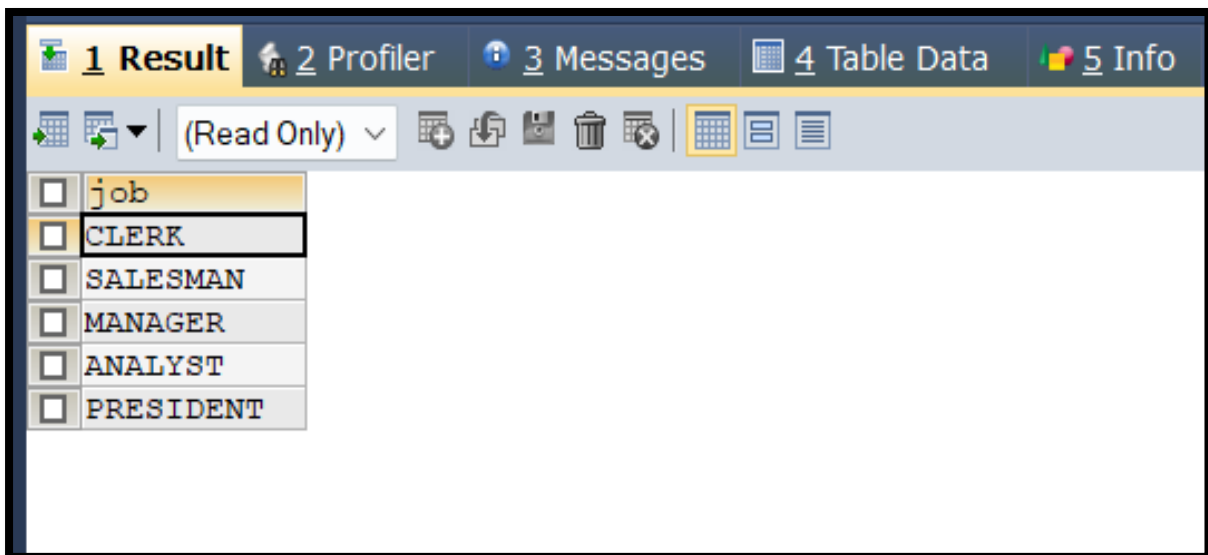 1 Result 2 Profiler 3 Messages 4 Table Data 5 Info
(Read Only)
job
CLERK
SALESMAN
MANAGER
ANALYST
PRESIDENT